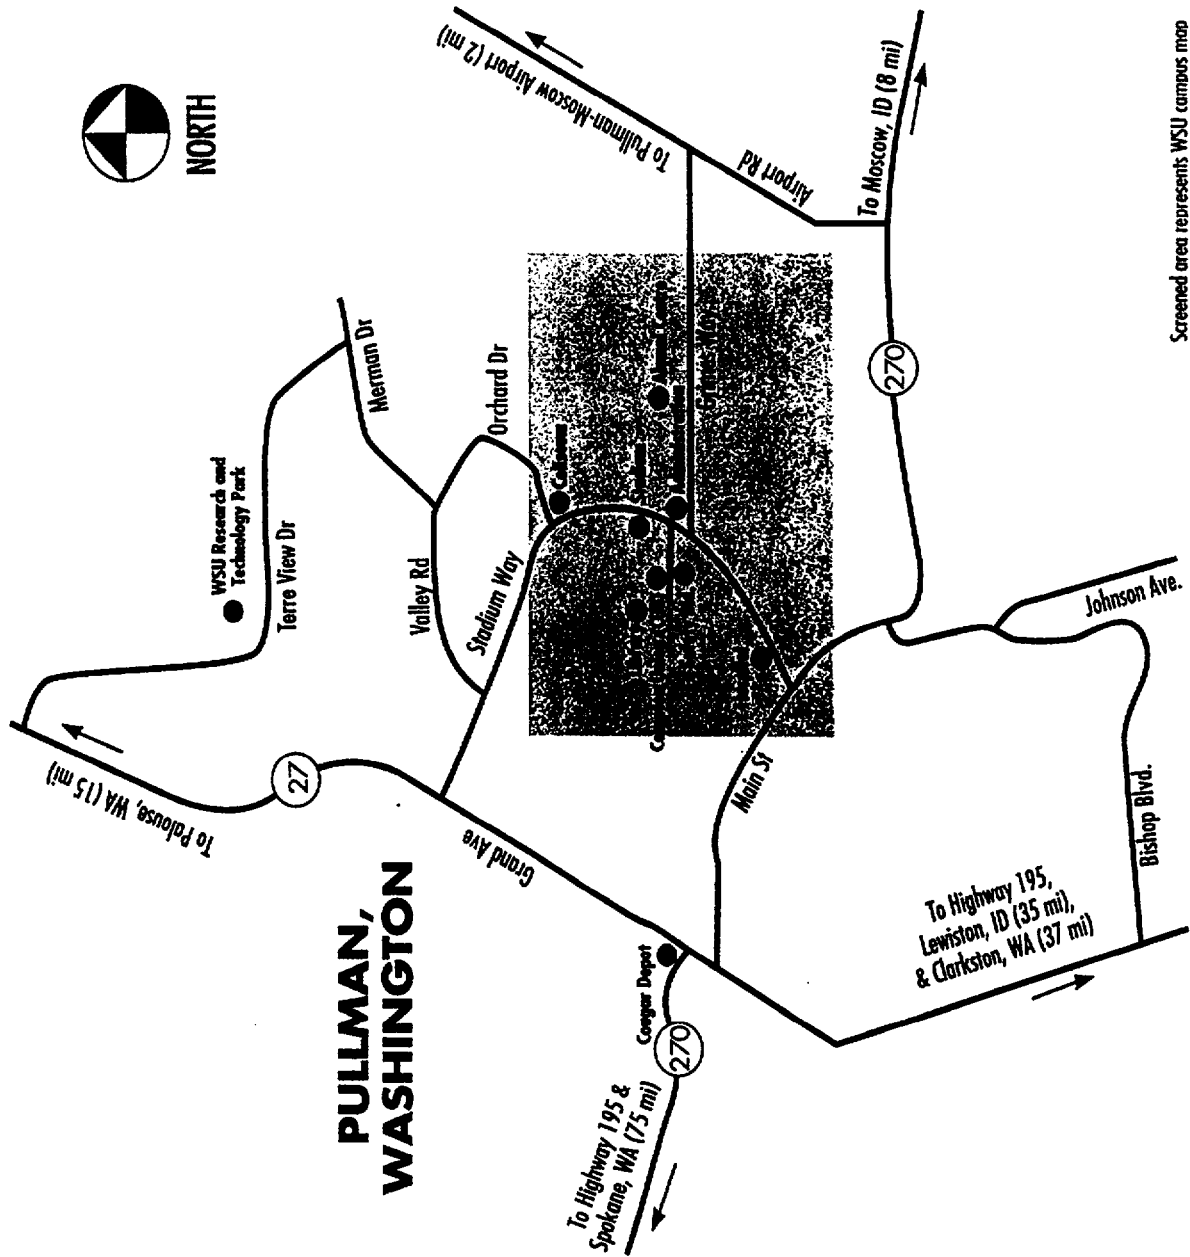 PULLMAN,
WASHINGTON
NORTH
To Palouse, WA (15 mi)
27
WSU Research and
Technology Park
Terre View Dr
Merman Dr
Valley Rd
Orchard Dr
Stadium Way
Grand Ave
To Pullman-Moscow Airport (2 mi)
Airport Rd
Cougar Depot
270
To Highway 195 &
Spokane, WA (75 mi)
Administration
Main St
To Moscow, ID (8 mi)
270
To Highway 195,
Lewiston, ID (35 mi),
& Clarkston, WA (37 mi)
Johnson Ave.
Bishop Blvd.
Screened area represents WSU campus map